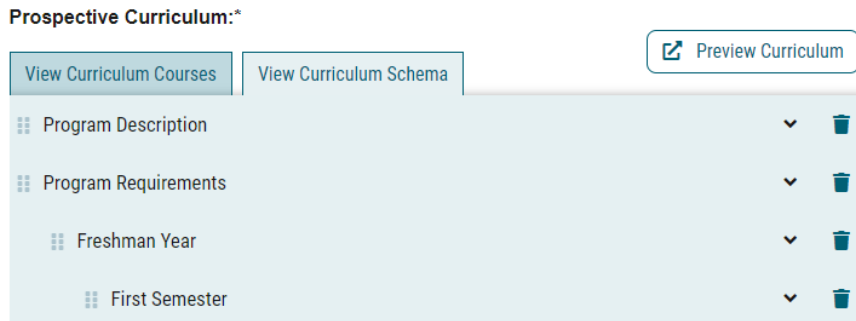 Prospective Curriculum:*
Preview Curriculum
View Curriculum Courses
View Curriculum Schema
Program Description
Program Requirements
Freshman Year
First Semester